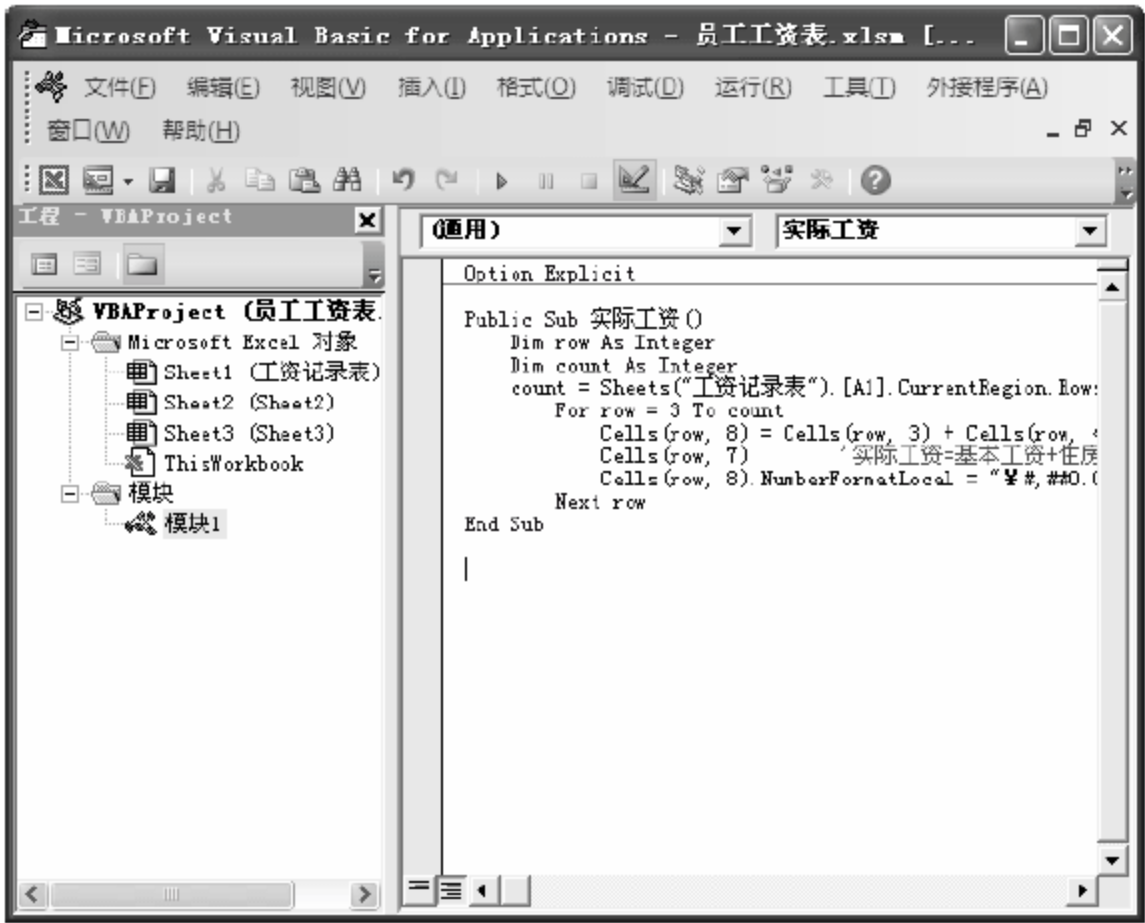 Microsoft Visual Basic for Applications - 员工工资表.xlsm [...
文件(F) 编辑(E) 视图(V) 插入(I) 格式(O) 调试(D) 运行(R) 工具(T) 外接程序(A)
窗口(W) 帮助(H)
工程 - VBAProject
(通用) 实际工资
VBAProject (员工工资表.
Microsoft Excel 对象
Sheet1 (工资记录表)
Sheet2 (Sheet2)
Sheet3 (Sheet3)
ThisWorkbook
模块
模块1
Option Explicit
Public Sub 实际工资()
Dim row As Integer
Dim count As Integer
count = Sheets("工资记录表").[A1].CurrentRegion.Rows
For row = 3 To count
Cells(row, 8) = Cells(row, 3) + Cells(row,
Cells(row, 7) '实际工资=基本工资+住房
Cells(row, 8).NumberFormatLocal = "¥#,##0.0
Next row
End Sub